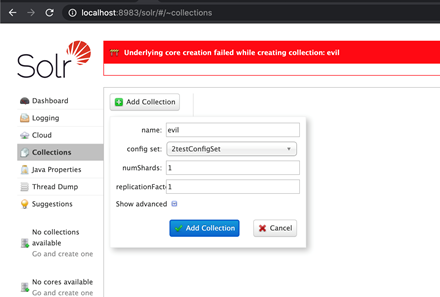 localhost:8983/solr/#/~collections
Solr
Underlying core creation failed while creating collection: evil
Dashboard
Logging
Cloud
Collections
Java Properties
Thread Dump
Suggestions
No collections
available
Go and create one
No cores available
Go and create one
Add Collection
name: evil
config set: 2testConfigSet
numShards: 1
replicationFact 1
Show advanced
Add Collection
Cancel